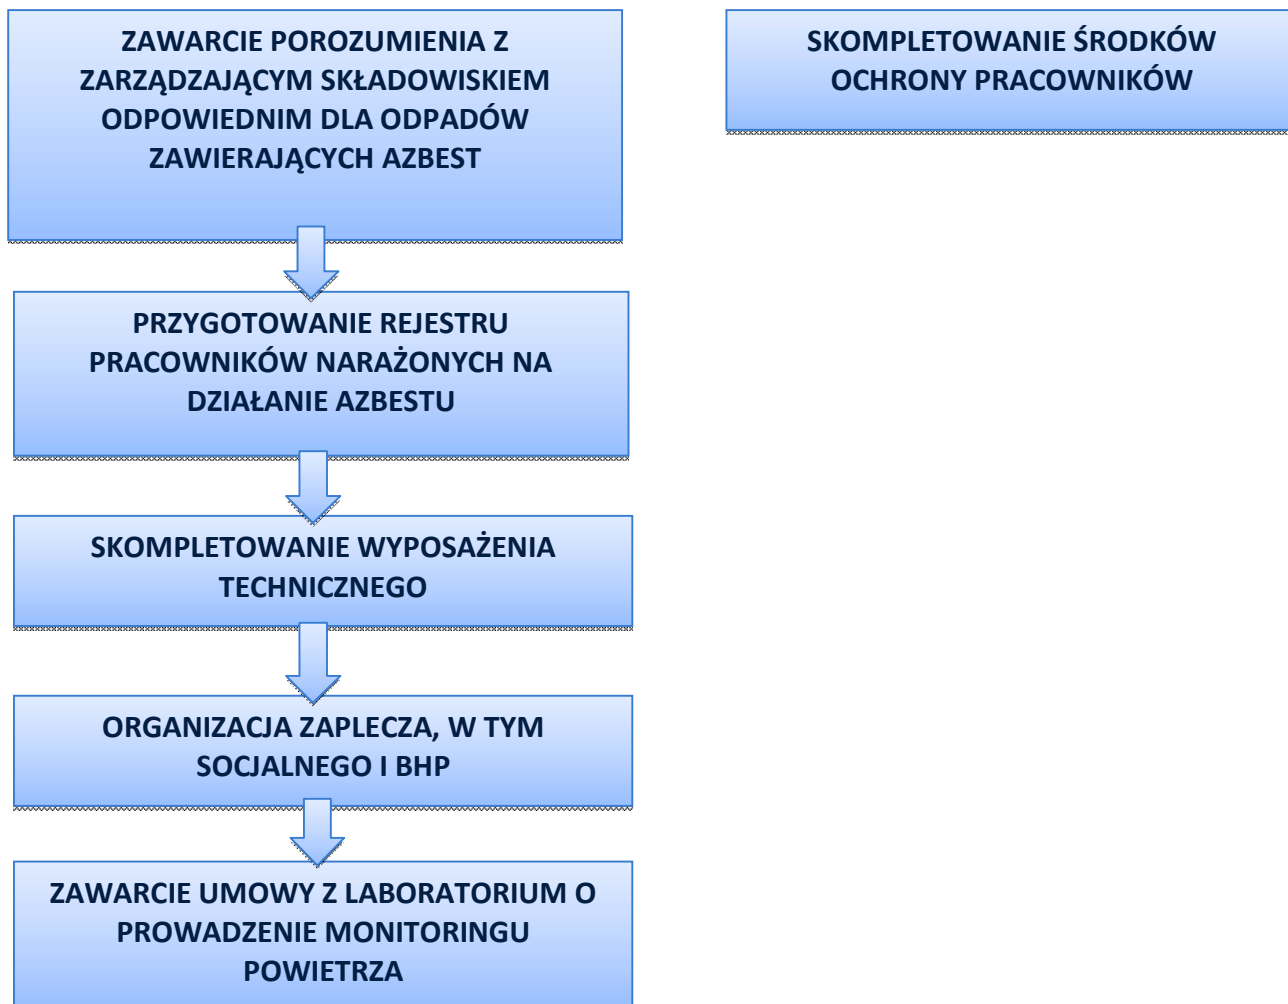 ZAWARCIE POROZUMIENIA Z
ZARZĄDZAJĄCYM SKŁADOWISKIEM
ODPOWIEDNIM DLA ODPADÓW
ZAWIERAJĄCYCH AZBEST
SKOMPLETOWANIE ŚRODKÓW
OCHRONY PRACOWNIKÓW
PRZYGOTOWANIE REJESTRU
PRACOWNIKÓW NARAŻONYCH NA
DZIAŁANIE AZBESTU
SKOMPLETOWANIE WYPOSAŻENIA
TECHNICZNEGO
ORGANIZACJA ZAPLECZA, W TYM
SOCJALNEGO I BHP
ZAWARCIE UMOWY Z LABORATORIUM O
PROWADZENIE MONITORINGU
POWIETRZA